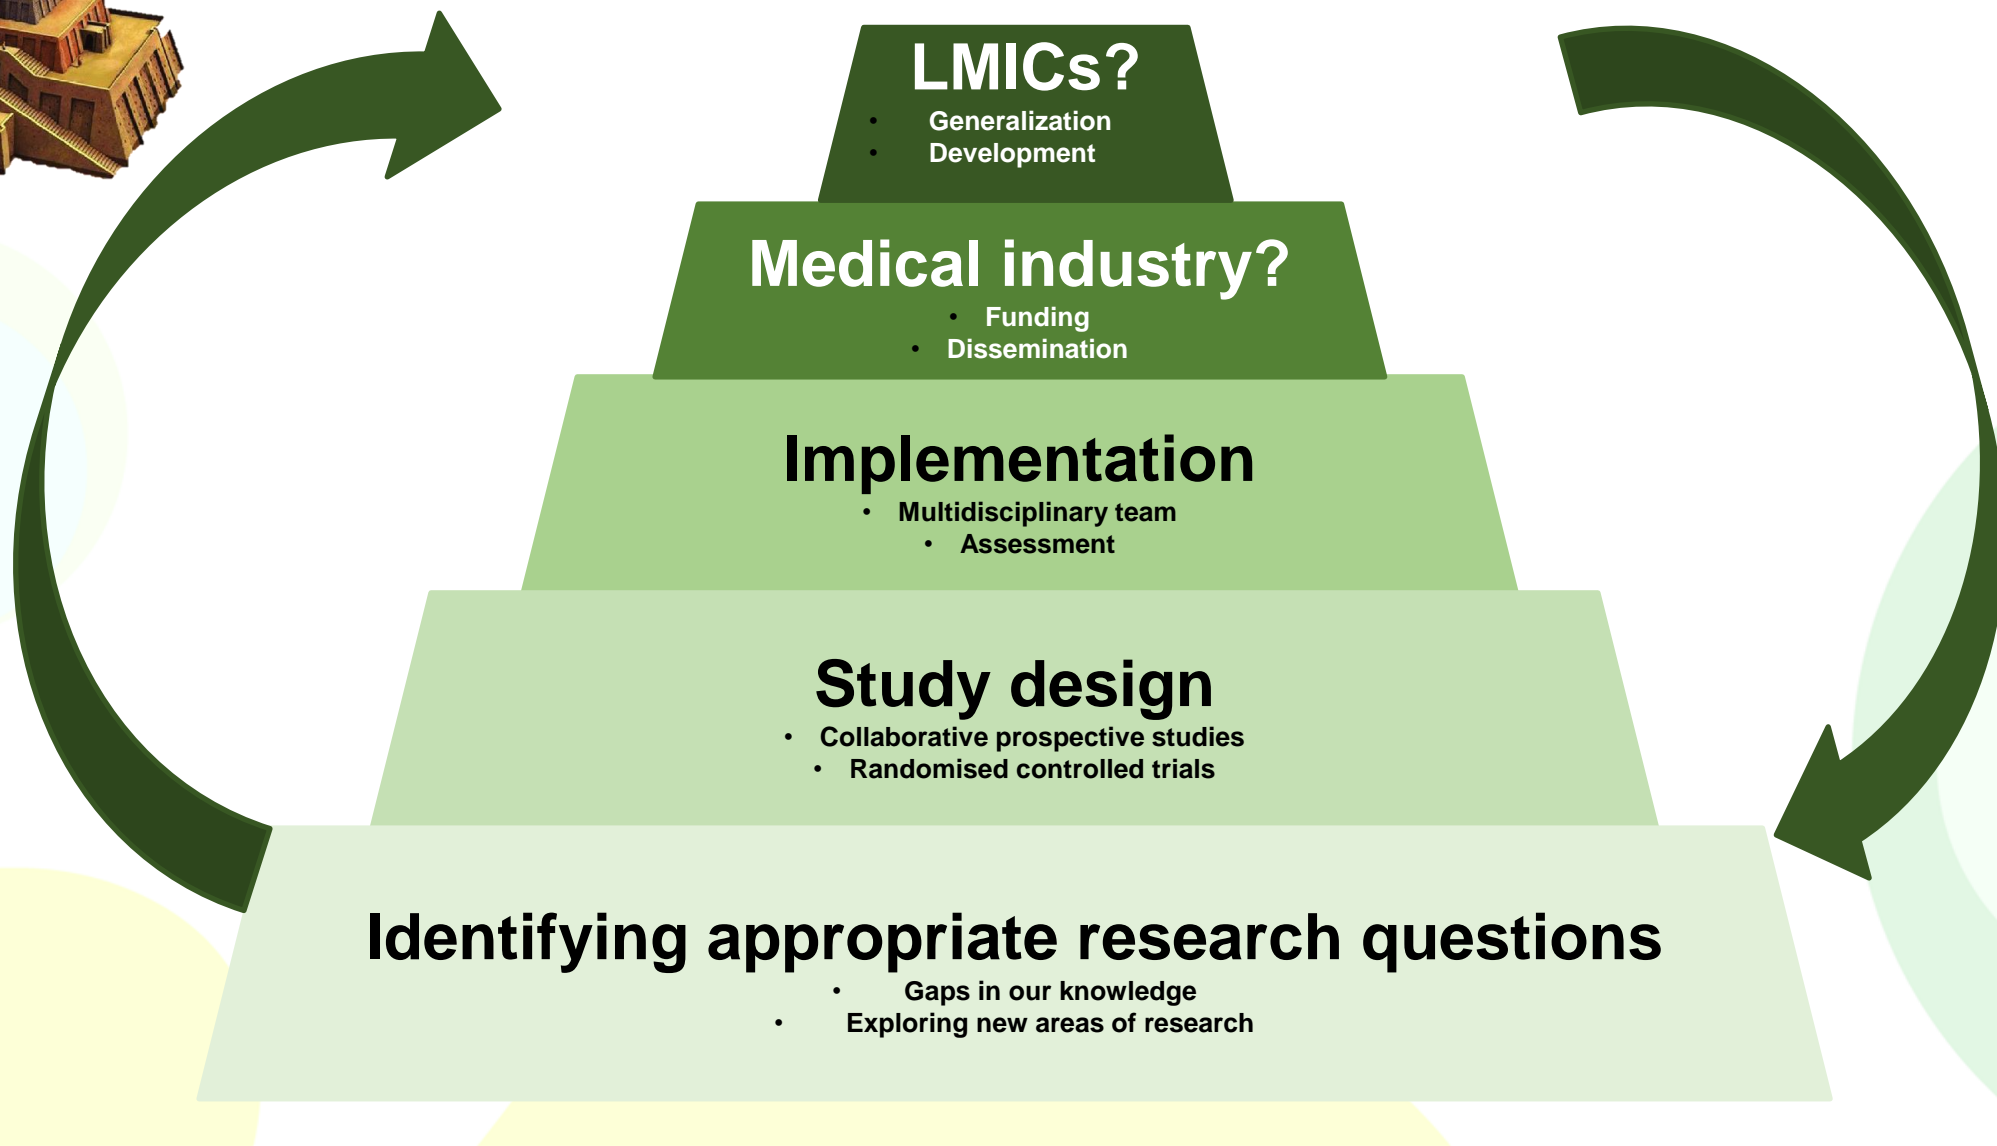 LMICs?
• Generalization
• Development
Medical industry?
• Funding
• Dissemination
Implementation
• Multidisciplinary team
• Assessment
Study design
• Collaborative prospective studies
• Randomised controlled trials
Identifying appropriate research questions
• Gaps in our knowledge
• Exploring new areas of research